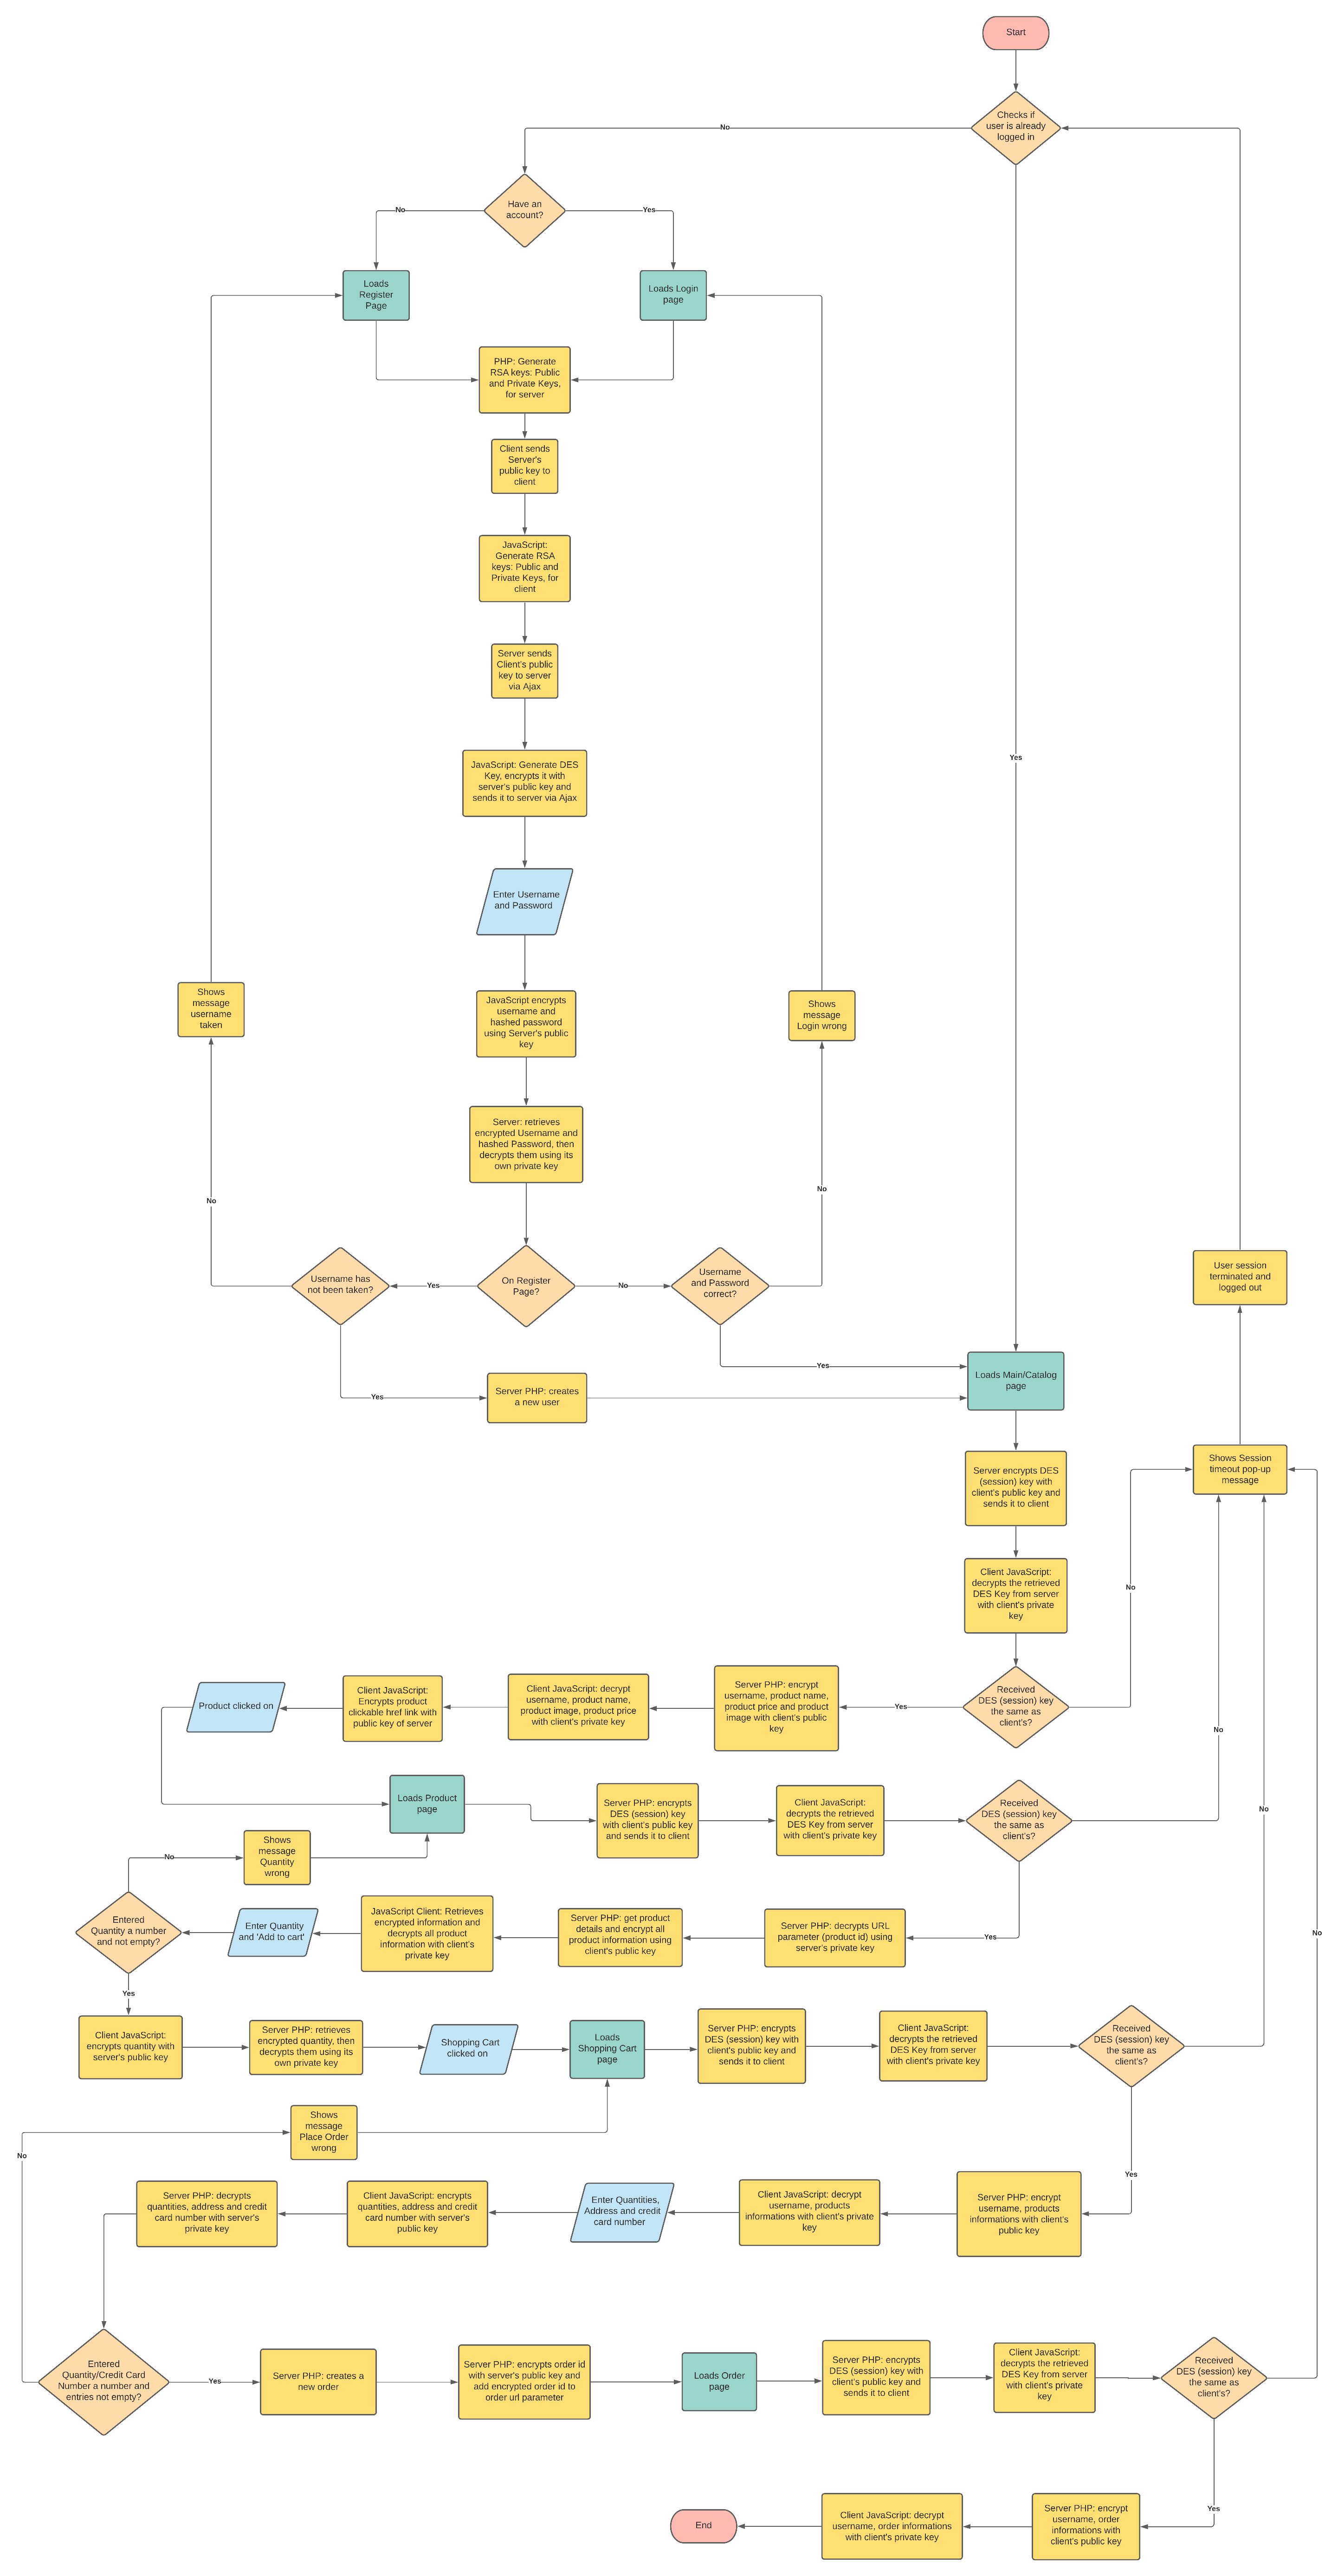 Start
Checks if
user is already
logged in
No
Have an
account?
No
Yes
Loads
Register
Page
Loads Login
page
PHP: Generate
RSA keys: Public
and Private Keys,
for server
Client sends
Server's
public key to
client
JavaScript:
Generate RSA
keys: Public and
Private Keys, for
client
Server sends
Client's public
key to server
via Ajax
Yes
JavaScript: Generate DES
Key, encrypts it with
server's public key and
sends it to server via Ajax
Enter Username
and Password
Shows
message
username
taken
JavaScript encrypts
username and
hashed password
using Server's public
key
Shows
message
Login wrong
Server: retrieves
encrypted Username and
hashed Password, then
decrypts them using its
own private key
No
No
Username has
not been taken?
Yes
On Register
Page?
No
Username
and Password
correct?
User session
terminated and
logged out
Yes
Loads Main/Catalog
page
Yes
Server PHP: creates
a new user
Shows Session
timeout pop-up
message
Server encrypts DES
(session) key with
client's public key and
sends it to client
Client JavaScript:
decrypts the retrieved
DES Key from server
with client's private
key
No
Product clicked on
Client JavaScript:
Encrypts product
clickable href link with
public key of server
Client JavaScript: decrypt
username, product name,
product image, product price
with client's private key
Server PHP: encrypt
username, product name,
product price and product
image with client's public
key
Yes
Received
DES (session) key
the same as
client's?
No
Loads Product
page
Server PHP: encrypts
DES (session) key
with client's public key
and sends it to client
Client JavaScript:
decrypts the retrieved
DES Key from server
with client's private key
Received
DES (session) key
the same as
client's?
No
No
Shows
message
Quantity
wrong
Entered
Quantity a number
and not empty?
Enter Quantity
and 'Add to cart'
JavaScript Client: Retrieves
encrypted information and
decrypts all product
information with client's
private key
Server PHP: get product
details and encrypt all
product information using
client's public key
Server PHP: decrypts URL
parameter (product id) using
server's private key
Yes
No
Yes
Client JavaScript:
encrypts quantity with
server's public key
Server PHP: retrieves
encrypted quantity, then
decrypts them using its
own private key
Shopping Cart
clicked on
Loads
Shopping Cart
page
Server PHP: encrypts
DES (session) key with
client's public key and
sends it to client
Client JavaScript:
decrypts the retrieved
DES Key from server
with client's private key
Received
DES (session) key
the same as
client's?
Shows
message
Place Order
wrong
No
Yes
Server PHP: decrypts
quantities, address and credit
card number with server's
private key
Client JavaScript: encrypts
quantities, address and credit
card number with server's
public key
Enter Quantities,
Address and credit
card number
Client JavaScript: decrypt
username, products
informations with client's private
key
Server PHP: encrypt
username, products
informations with client's
public key
Entered
Quantity/Credit Card
Number a number and
entries not empty?
Yes
Server PHP: creates a
new order
Server PHP: encrypts order id
with server's public key and
add encrypted order id to
order url parameter
Loads Order
page
Server PHP: encrypts
DES (session) key with
client's public key and
sends it to client
Client JavaScript:
decrypts the retrieved
DES Key from server
with client's private
key
Received
DES (session) key
the same as
client's?
Yes
End
Client JavaScript: decrypt
username, order informations
with client's private key
Server PHP: encrypt
username, order
informations with
client's public key